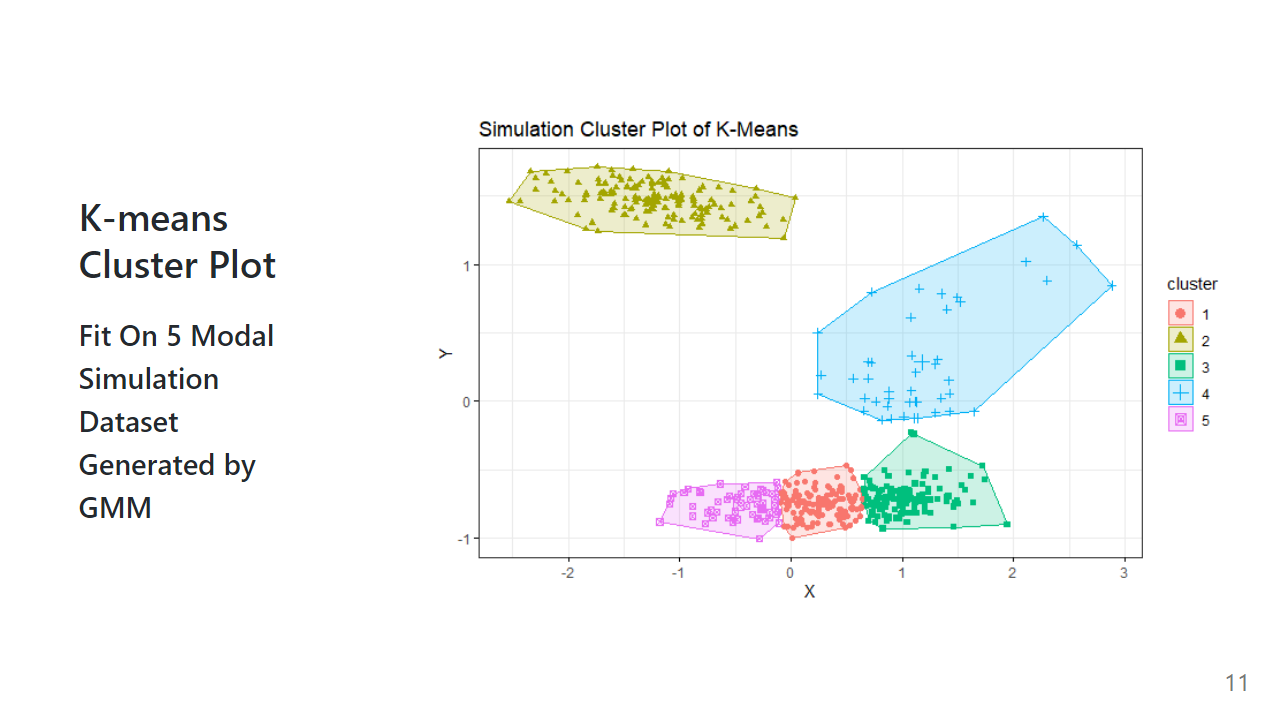 K-means
Cluster Plot
Fit On 5 Modal
Simulation
Dataset
Generated by
GMM
Simulation Cluster Plot of K-Means
Y
1
0
-1
-2
-1
0
1
2
3
X
cluster
1
2
3
4
5
11